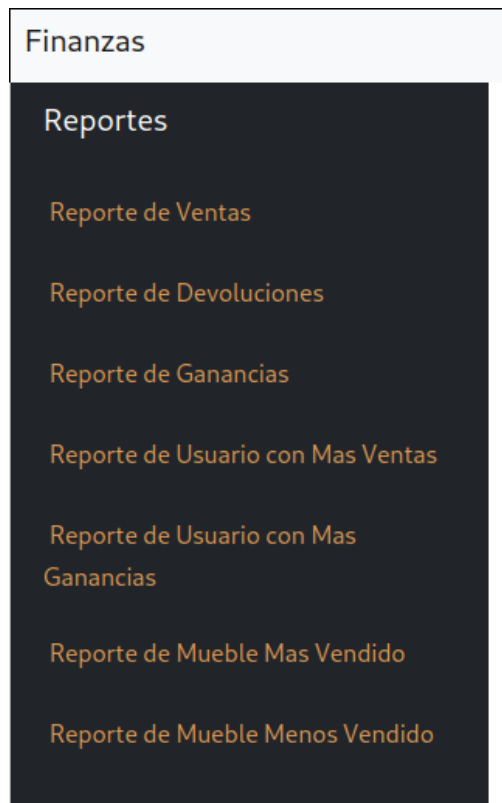 Finanzas
Reportes
Reporte de Ventas
Reporte de Devoluciones
Reporte de Ganancias
Reporte de Usuario con Mas Ventas
Reporte de Usuario con Mas
Ganancias
Reporte de Mueble Mas Vendido
Reporte de Mueble Menos Vendido